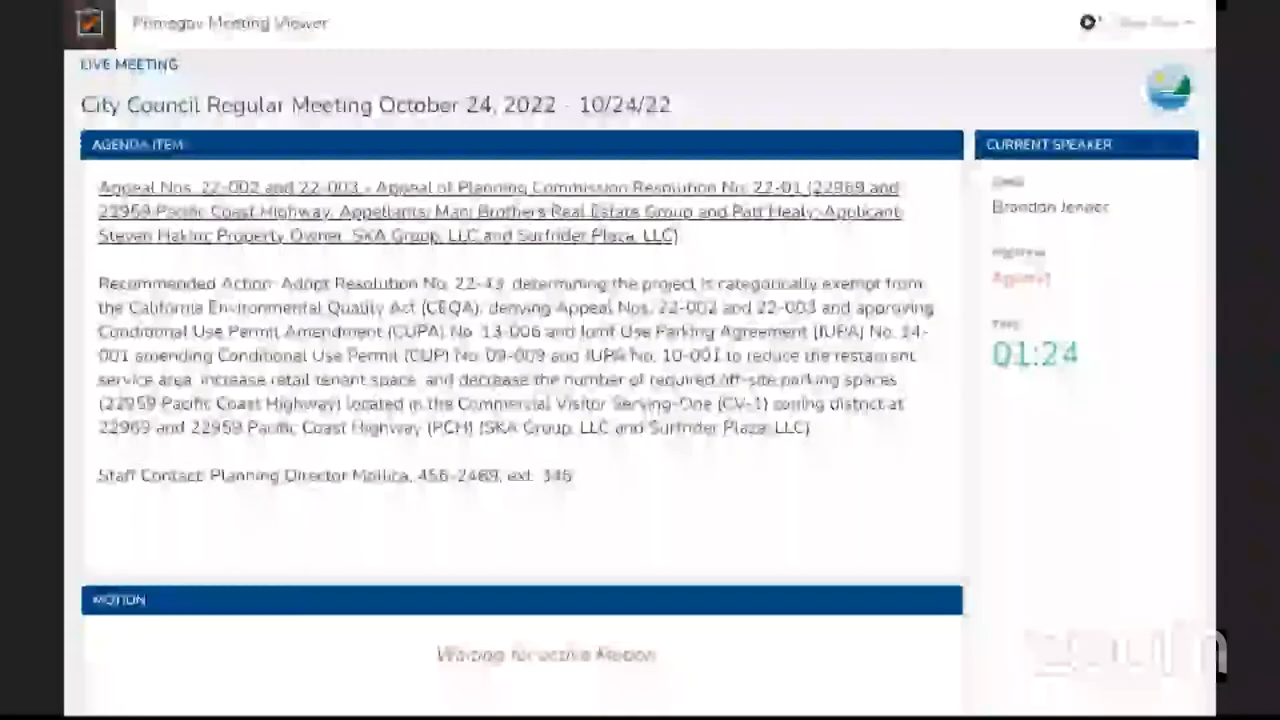 Primegov Meeting Viewer
LIVE MEETING
City Council Regular Meeting October 24, 2022 - 10/24/22
AGENDA ITEM
CURRENT SPEAKER
Appeal Nos. 22-002 and 22-003 - Appeal of Planning Commission Resolution No. 22-01 (22969 and
22959 Pacific Coast Highway, Appellants: Mani Brothers Real Estate Group and Patt Healy; Applicant:
Steven Hakim; Property Owner, SKA Group, LLC and Surfrider Plaza, LLC)
Brandon Jenner
Recommended Action: Adopt Resolution No. 22-43, determining the project is categorically exempt from
the California Environmental Quality Act (CEQA), denying Appeal Nos. 22-002 and 22-003 and approving
Conditional Use Permit Amendment (CUPA) No. 13-006 and Joint Use Parking Agreement (JUPA) No. 14-
001 amending Conditional Use Permit (CUP) No. 09-009 and JUPA No. 10-001 to reduce the restaurant
service area, increase retail tenant space, and decrease the number of required off-site parking spaces
(22959 Pacific Coast Highway) located in the Commercial Visitor Serving-One (CV-1) zoning district at
22969 and 22959 Pacific Coast Highway (PCH) (SKA Group, LLC and Surfrider Plaza, LLC)
Against
01:24
Staff Contact: Planning Director Mollica, 456-2489, ext. 346
MOTION
Waiting for active Motion
zoom